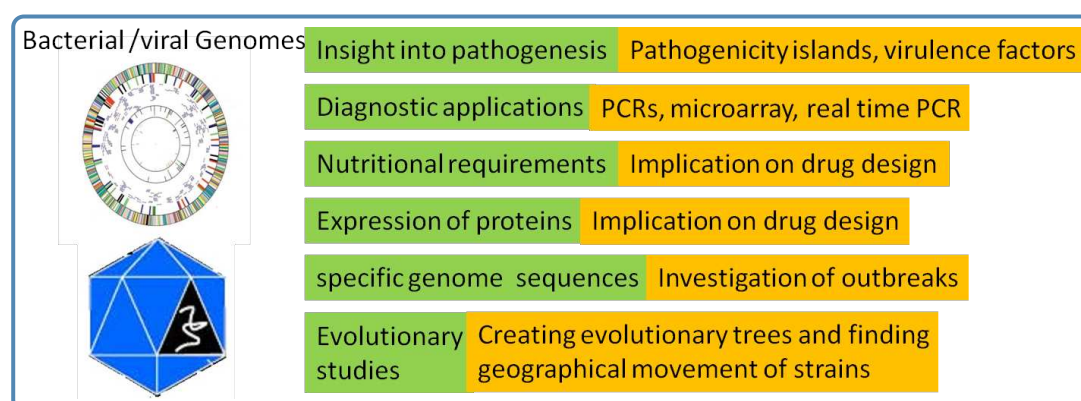 Bacterial /viral Genomes
Insight into pathogenesis Pathogenicity islands, virulence factors
Diagnostic applications PCRs, microarray, real time PCR
Nutritional requirements Implication on drug design
Expression of proteins Implication on drug design
specific genome sequences Investigation of outbreaks
Evolutionary studies
Creating evolutionary trees and finding
geographical movement of strains